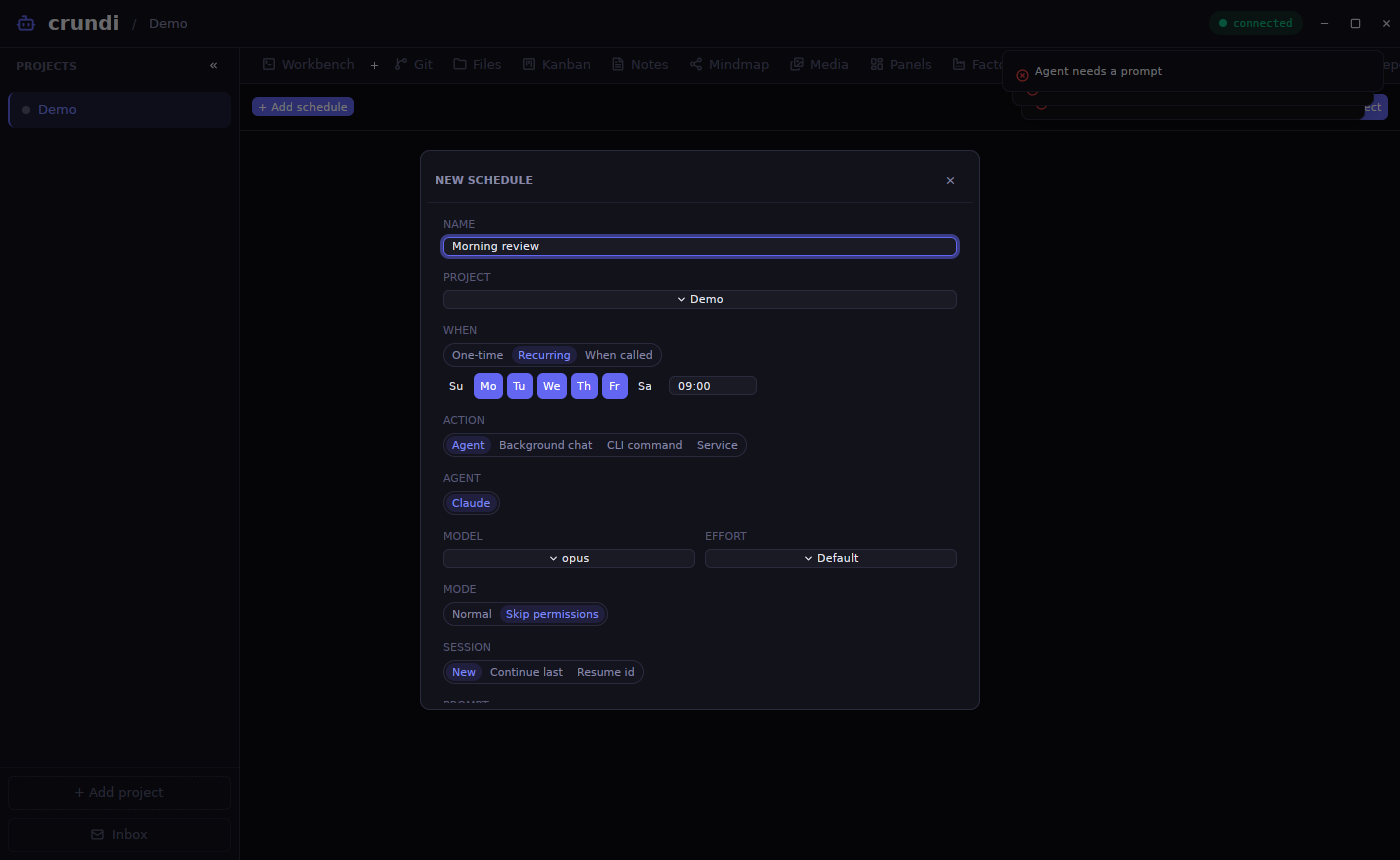 crundi / Demo
connected
PROJECTS «
Workbench + Git Files Kanban Notes Mindmap Media Panels
Agent needs a prompt
Demo
+ Add schedule
NEW SCHEDULE ×
NAME
Morning review
PROJECT
Demo
WHEN
One-time Recurring When called
Su Mo Tu We Th Fr Sa 09:00
ACTION
Agent Background chat CLI command Service
AGENT
Claude
MODEL EFFORT
opus Default
MODE
Normal Skip permissions
SESSION
New Continue last Resume id
+ Add project
Inbox